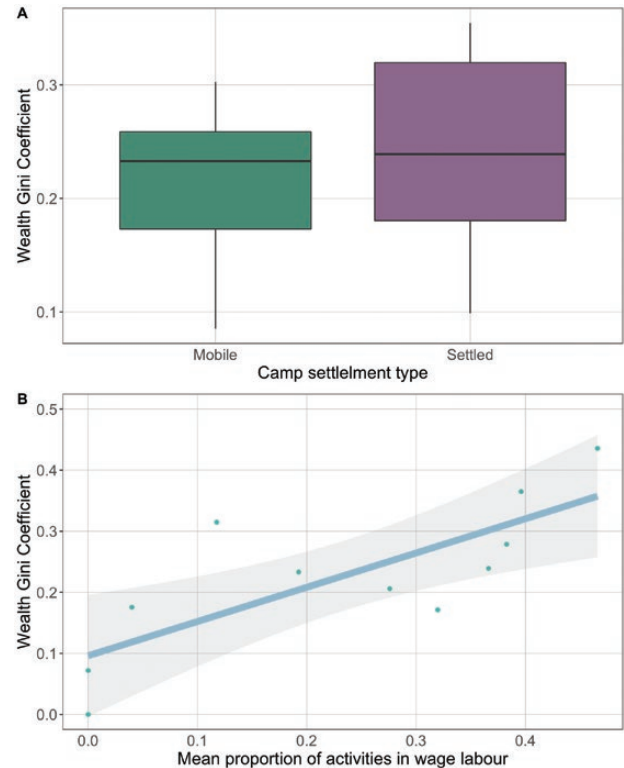 A
Wealth Gini Coefficient
0.3
0.2
0.1
Mobile Settled
Camp settlelment type
B
Wealth Gini Coefficient
0.5
0.4
0.3
0.2
0.1
0.0
0.0 0.1 0.2 0.3 0.4
Mean proportion of activities in wage labour